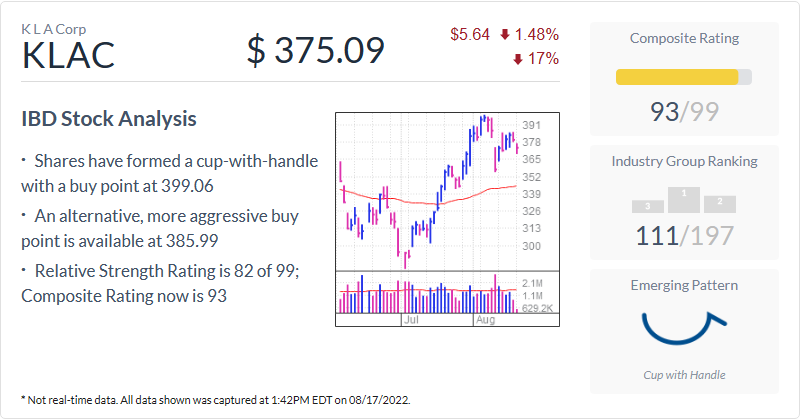 K L A Corp
KLAC
$ 375.09
$5.64 1.48%
17%
IBD Stock Analysis
· Shares have formed a cup-with-handle
with a buy point at 399.06
· An alternative, more aggressive buy
point is available at 385.99
· Relative Strength Rating is 82 of 99;
Composite Rating now is 93
391
378
365
352
339
326
313
300
2.1M
1.1M
629.2K
Jul
Aug
* Not real-time data. All data shown was captured at 1:42PM EDT on 08/17/2022.
Composite Rating
93/99
Industry Group Ranking
3 1 2
111/197
Emerging Pattern
Cup with Handle